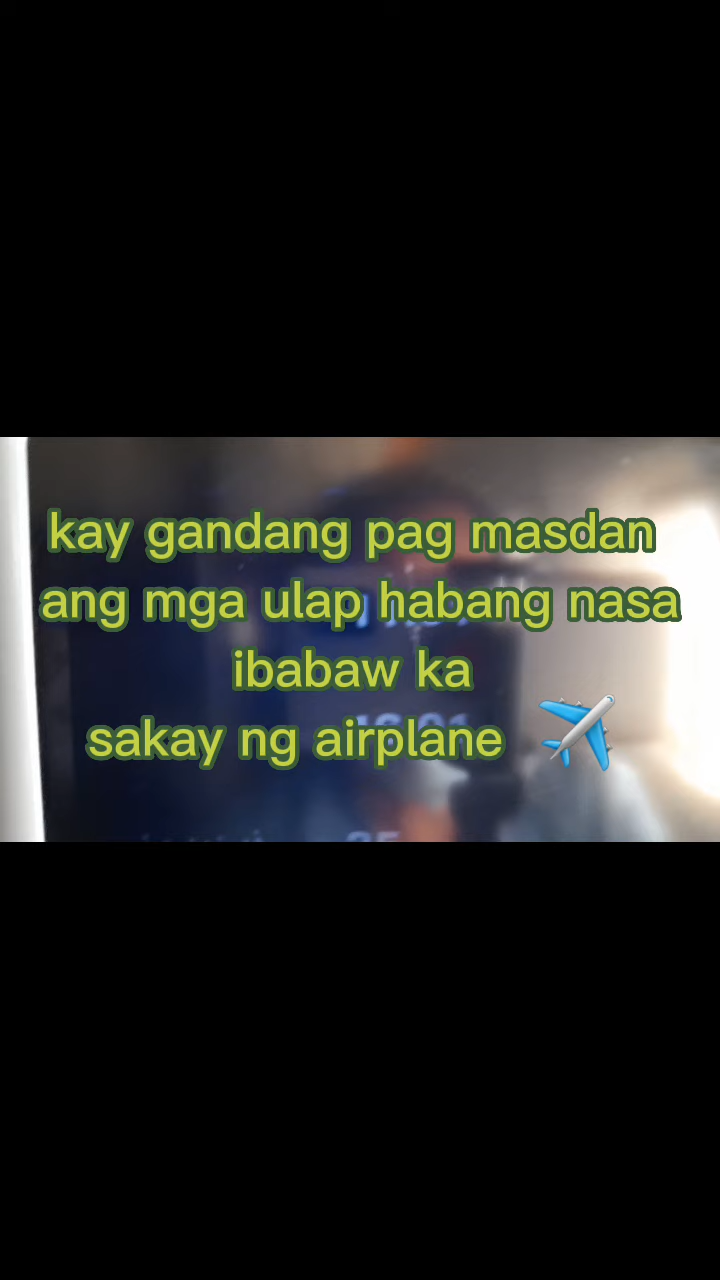 kay gandang pag masdan
ang mga ulap habang nasa
ibabaw ka
sakay ng airplane ✈️